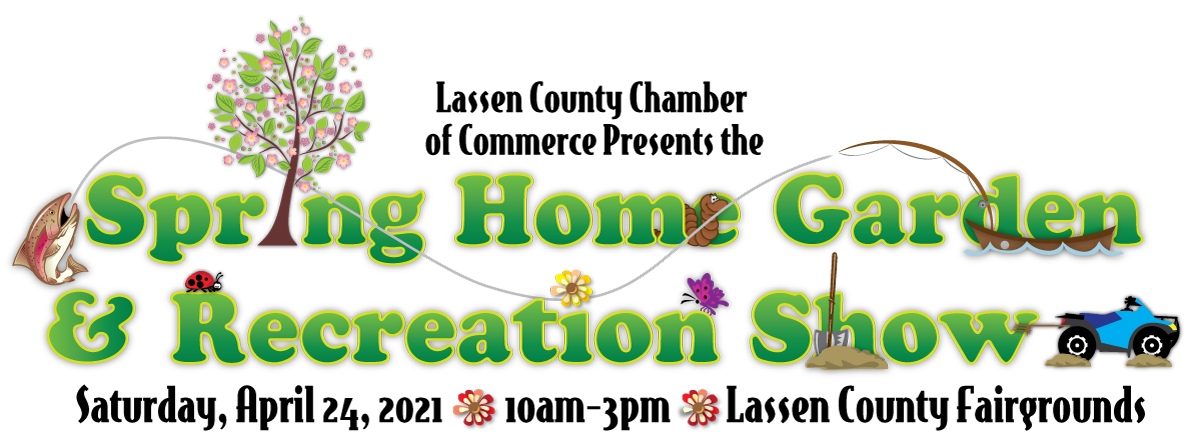 Lassen County Chamber
of Commerce Presents the
Spring Home Garden
& Recreation Show
Saturday, April 24, 2021 10am-3pm Lassen County Fairgrounds